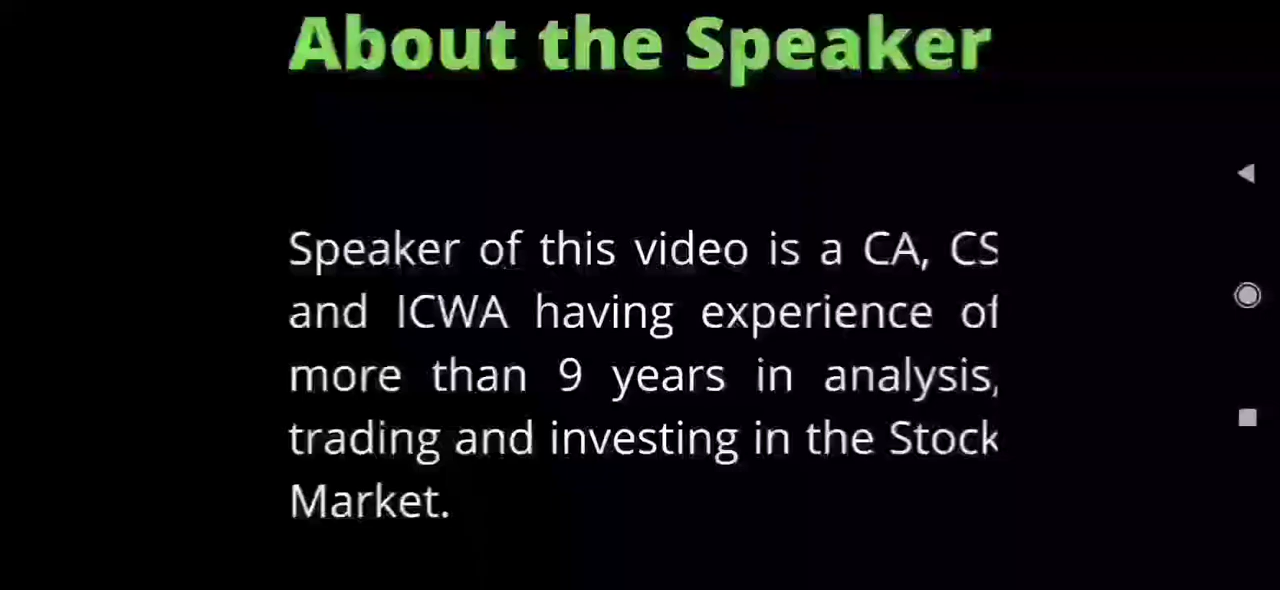 About the Speaker
Speaker of this video is a CA, CS
and ICWA having experience of
more than 9 years in analysis,
trading and investing in the Stock
Market.